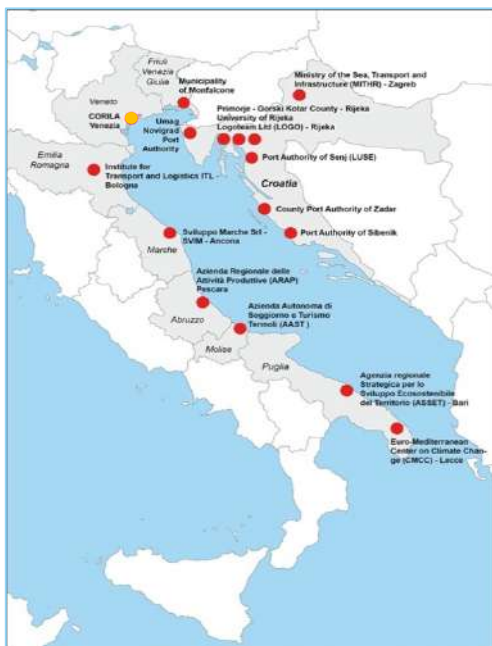 Friuli
Venezia
Giulia
Municipality
of Monfalcone
Ministry of the Sea, Transport and
Infrastructure (MITHR) - Zagreb
Veneto
CORILA
Venezia
Umag
Novigrad
Port
Authority
Primorje - Gorski Kotar County - Rijeka
University of Rijeka
Logoteam Ltd (LOGO) - Rijeka
Port Authority of Senj (LUSE)
Emilia
Romagna
Institute for
Transport and Logistics ITL -
Bologna
Croatia
County Port Authority of Zadar
Port Authority of Sibenik
Sviluppo Marche Srl -
SVIM - Ancona
Marche
Azienda Regionale delle
Attività Produttive (ARAP)
Pescara
Abruzzo
Azienda Autonoma di
Soggiorno e Turismo
Termoli (AAST )
Molise
Puglia
Agenzia regionale
Strategica per lo
Sviluppo Ecosostenibile
del Territorio (ASSET) - Bari
Euro-Mediterranean
Center on Climate Chan-
ge (CMCC) - Lecce